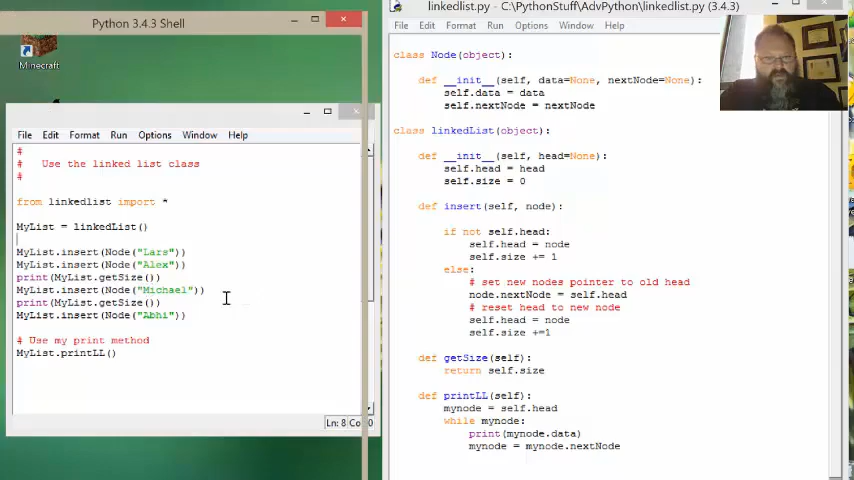 Python 3.4.3 Shell
Minecraft
File Edit Format Run Options Window Help
#
# Use the linked list class
#
from linkedlist import *
MyList = linkedList()
MyList.insert(Node("Lars"))
MyList.insert(Node("Alex"))
print(MyList.getSize())
MyList.insert(Node("Michael"))
print(MyList.getSize())
MyList.insert(Node("Abhi"))
# Use my print method
MyList.printLL()
Ln: 8 Co
linkedlist.py - C:\PythonStuff\AdvPython\linkedlist.py (3.4.3)
File Edit Format Run Options Window Help
class Node(object):
def __init__(self, data=None, nextNode=None):
self.data = data
self.nextNode = nextNode
class linkedList(object):
def __init__(self, head=None):
self.head = head
self.size = 0
def insert(self, node):
if not self.head:
self.head = node
self.size += 1
else:
# set new nodes pointer to old head
node.nextNode = self.head
# reset head to new node
self.head = node
self.size +=1
def getSize(self):
return self.size
def printLL(self):
mynode = self.head
while mynode:
print(mynode.data)
mynode = mynode.nextNode